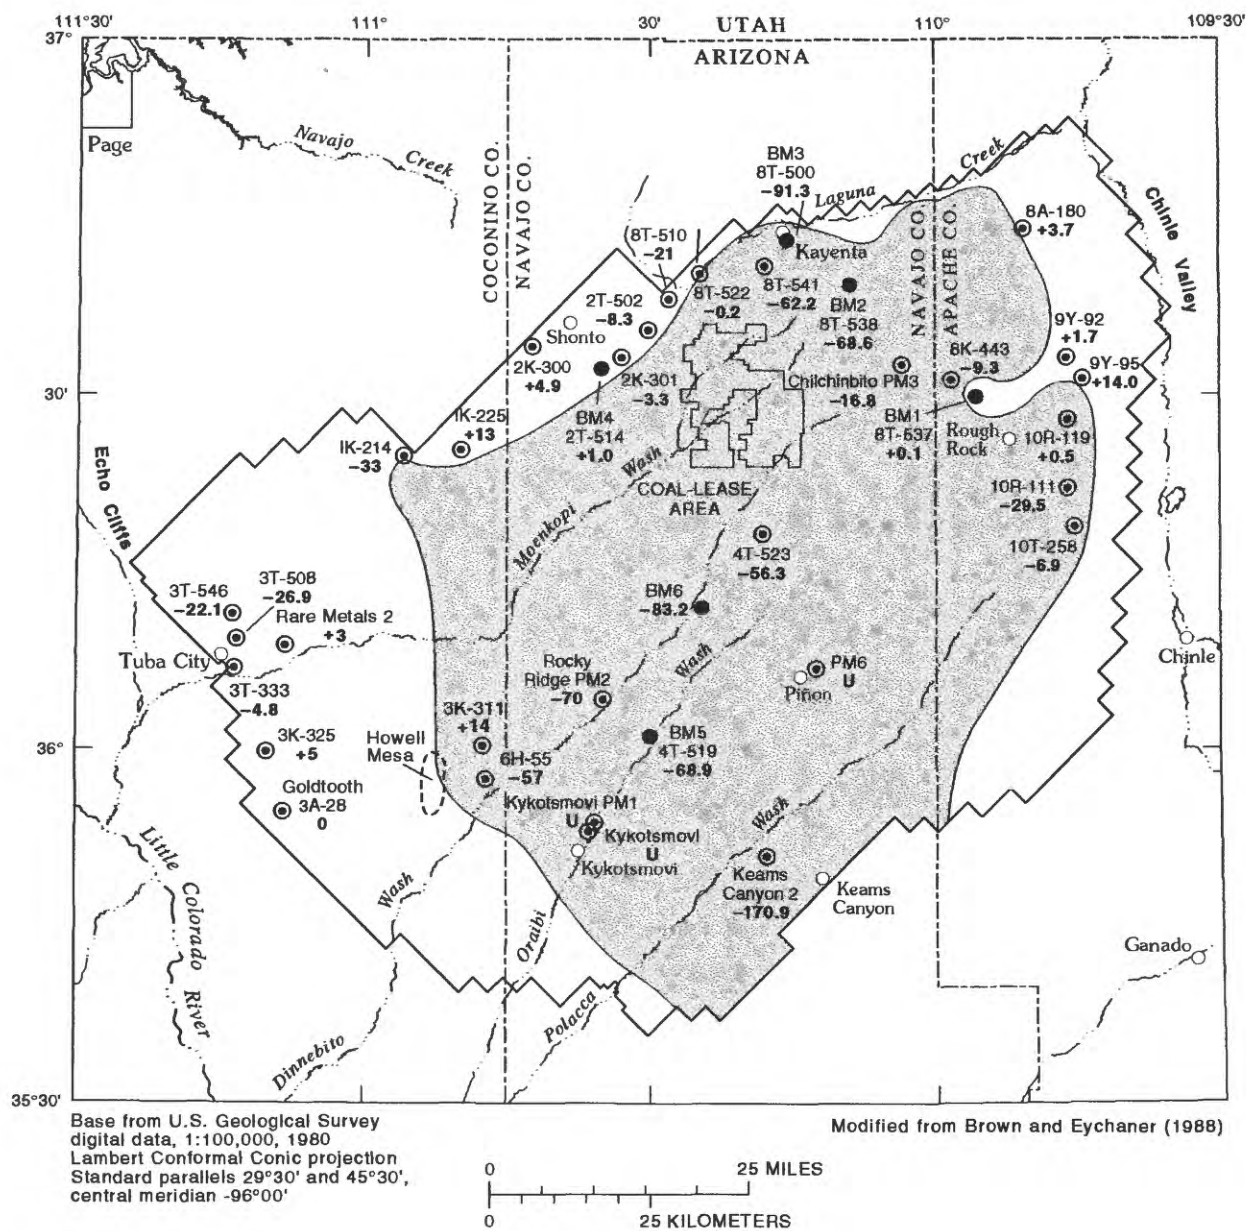 111°30'
111°
30'
110°
109°30'
37°
UTAH
ARIZONA
Page
Navajo
Creek
COCONINO CO.
NAVAJO CO.
BM3
8T-500
-91.3
Laguna
Creek
Chinle Valley
8A-180
+3.7
8T-510
-21
Kayenta
NAVAJO CO.
APACHE CO.
8T-522
-0.2
8T-541
-62.2
BM2
8T-538
-68.6
2T-502
-8.3
Shonto
9Y-92
+1.7
8K-443
-9.3
9Y-95
+14.0
2K-300
+4.9
2K-301
-3.3
Chilchinbito PM3
-16.8
30'
BM4
2T-514
+1.0
BM1
8T-537
+0.1
Rough
Rock
10R-119
+0.5
IK-225
+13
IK-214
-33
Wash
Moenkopi
COAL-LEASE
AREA
10R-111
-29.5
10T-258
-6.9
Echo Cliffs
4T-523
-56.3
3T-546
-22.1
3T-508
-26.9
Rare Metals 2
+3
BM6
-83.2
Tuba City
Chinle
Wash
Rocky
Ridge PM2
-70
PM6
U
Piñon
3T-333
-4.8
3K-311
+14
36°
3K-325
+5
Howell
Mesa
6H-55
-57
BM5
4T-519
-68.9
Goldtooth
3A-28
0
Kykotsmovi PM1
U
Kykotsmovi
U
Kykotsmovi
Wash
Little Colorado River
Keams
Canyon 2
-170.9
Keams
Canyon
Wash
Oraibi
Ganado
Polacca
Dinnebito
35°30'
Base from U.S. Geological Survey
digital data, 1:100,000, 1980
Lambert Conformal Conic projection
Standard parallels 29°30' and 45°30',
central meridian -96°00'
Modified from Brown and Eychaner (1988)
0 25 MILES
0 25 KILOMETERS